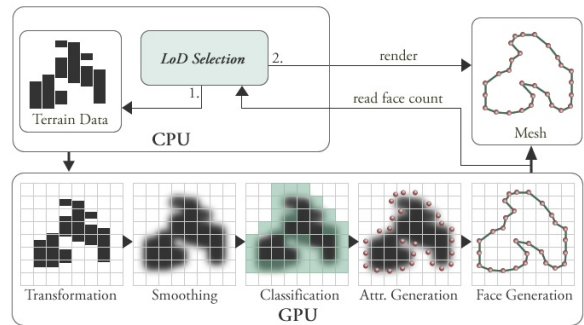 LoD Selection
2.
render
1.
read face count
Terrain Data
CPU
Mesh
Transformation
Smoothing
Classification
Attr. Generation
Face Generation
GPU